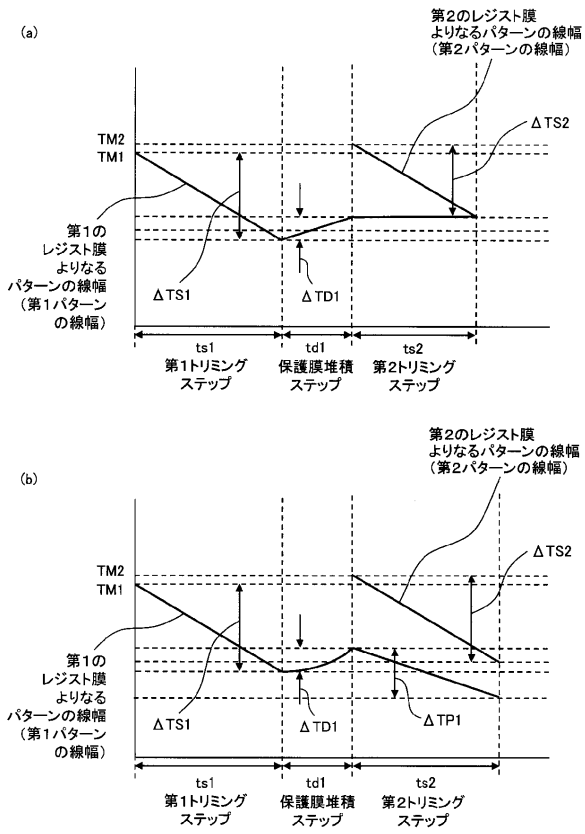 (a)
第2のレジスト膜
よりなるパターンの線幅
(第2パターンの線幅)
ΔTS2
TM2
TM1
第1の
レジスト膜
よりなる
パターンの線幅
(第1パターン
の線幅)
ΔTS1
ΔTD1
ts1
第1トリミング
ステップ
td1
保護膜堆積
ステップ
ts2
第2トリミング
ステップ
(b)
第2のレジスト膜
よりなるパターンの線幅
(第2パターンの線幅)
ΔTS2
TM2
TM1
第1の
レジスト膜
よりなる
パターンの線幅
(第1パターン
の線幅)
ΔTS1
ΔTD1
ΔTP1
ts1
第1トリミング
ステップ
td1
保護膜堆積
ステップ
ts2
第2トリミング
ステップ